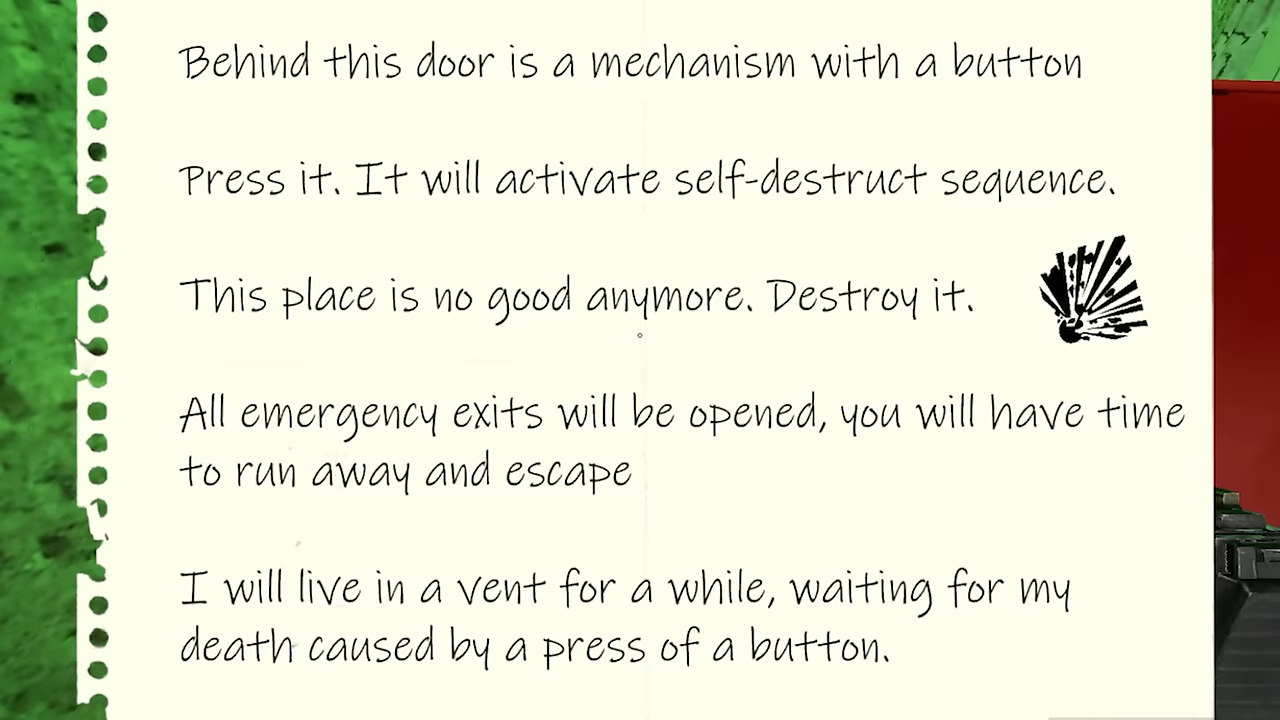 Behind this door is a mechanism with a button
Press it. It will activate self-destruct sequence.
This place is no good anymore. Destroy it.
All emergency exits will be opened, you will have time
to run away and escape
I will live in a vent for a while, waiting for my
death caused by a press of a button.